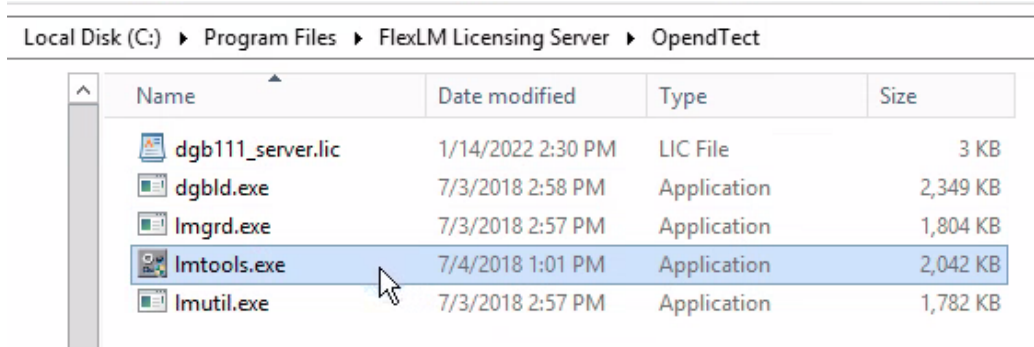 Local Disk (C:) ▸ Program Files ▸ FlexLM Licensing Server ▸ OpendTect
Name Date modified Type Size
dgb111_server.lic 1/14/2022 2:30 PM LIC File 3 KB
dgbld.exe 7/3/2018 2:58 PM Application 2,349 KB
lmgrd.exe 7/3/2018 2:57 PM Application 1,804 KB
lmtools.exe 7/4/2018 1:01 PM Application 2,042 KB
lmutil.exe 7/3/2018 2:57 PM Application 1,782 KB